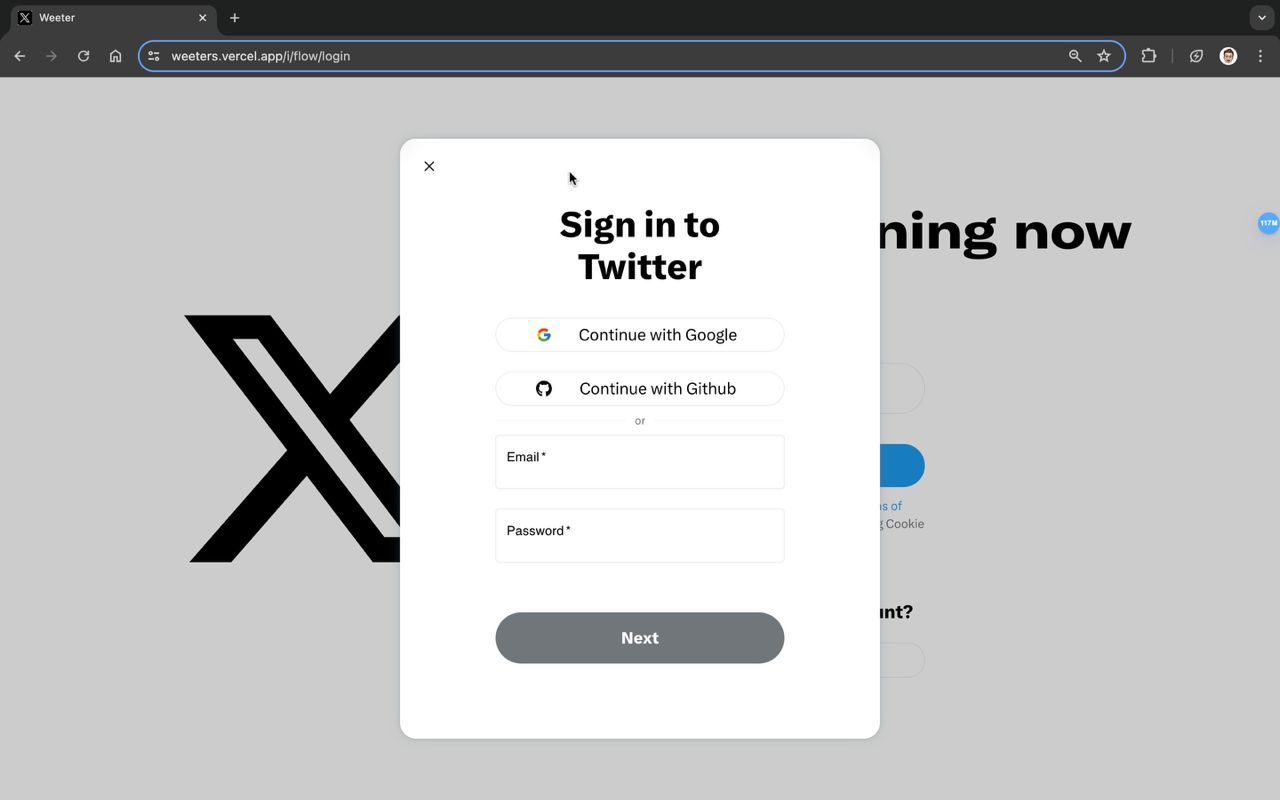 Weeter
weeters.vercel.app/i/flow/login
117M
Sign in to
Twitter
ning now
Continue with Google
Continue with Github
or
Email*
Password*
Next
s of
g Cookie
unt?